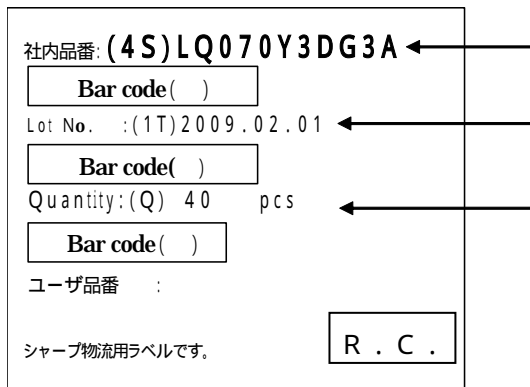 社内品番:(4S)LQ070Y3DG3A
Bar code( )
Lot No. :(1T)2009.02.01
Bar code( )
Quantity:(Q) 40 pcs
Bar code( )
ユーザ品番 :
シャープ物流用ラベルです。
R.C.